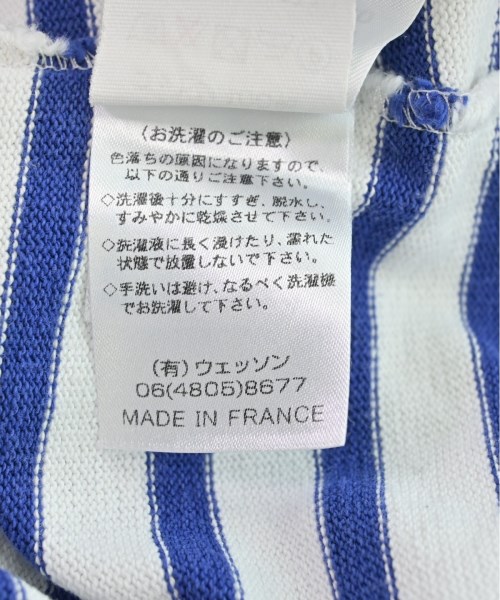 〈お洗濯のご注意〉
色落ちの原因になりますので、
以下の通りご注意下さい。
◇洗濯後十分にすすぎ、脱水し、
すみやかに乾燥させて下さい。
◇洗濯液に長く浸けたり、濡れた
状態で放置しないで下さい。
◇手洗いは避け、なるべく洗濯機
でお洗濯して下さい。
(有)ウェッソン
06(4805)8677
MADE IN FRANCE